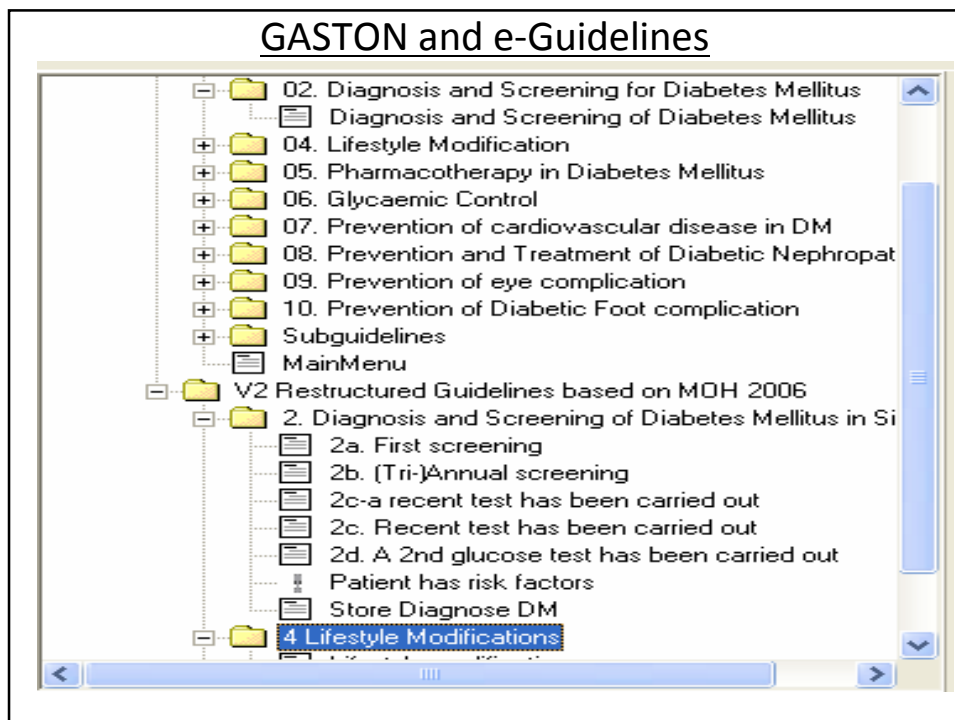 GASTON and e-Guidelines
02. Diagnosis and Screening for Diabetes Mellitus
Diagnosis and Screening of Diabetes Mellitus
04. Lifestyle Modification
05. Pharmacotherapy in Diabetes Mellitus
06. Glycaemic Control
07. Prevention of cardiovascular disease in DM
08. Prevention and Treatment of Diabetic Nephropat
09. Prevention of eye complication
10. Prevention of Diabetic Foot complication
Subguidelines
MainMenu
V2 Restructured Guidelines based on MOH 2006
2. Diagnosis and Screening of Diabetes Mellitus in Si
2a. First screening
2b. (Tri-)Annual screening
2c-a recent test has been carried out
2c. Recent test has been carried out
2d. A 2nd glucose test has been carried out
Patient has risk factors
Store Diagnose DM
4 Lifestyle Modifications